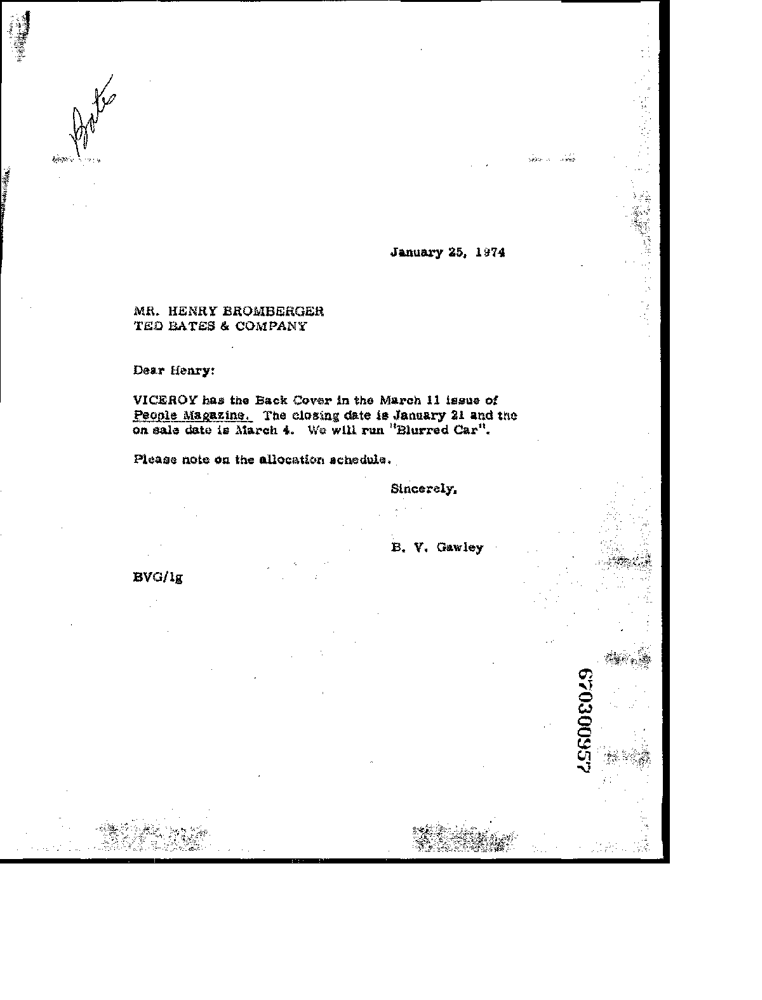 Bates
January 25, 1974
MR. HENRY BROMBERGER
TED BATES & COMPANY
Dear Henry:
VICEROY has the Back Cover in the March 11 issue of
People Magazine. The closing date is January 21 and the
on sale date is March 4. We will run "Blurred Car".
Please note on the allocation schedule.
Sincerely,
B. V. Gawley
BVG/lg
670300957